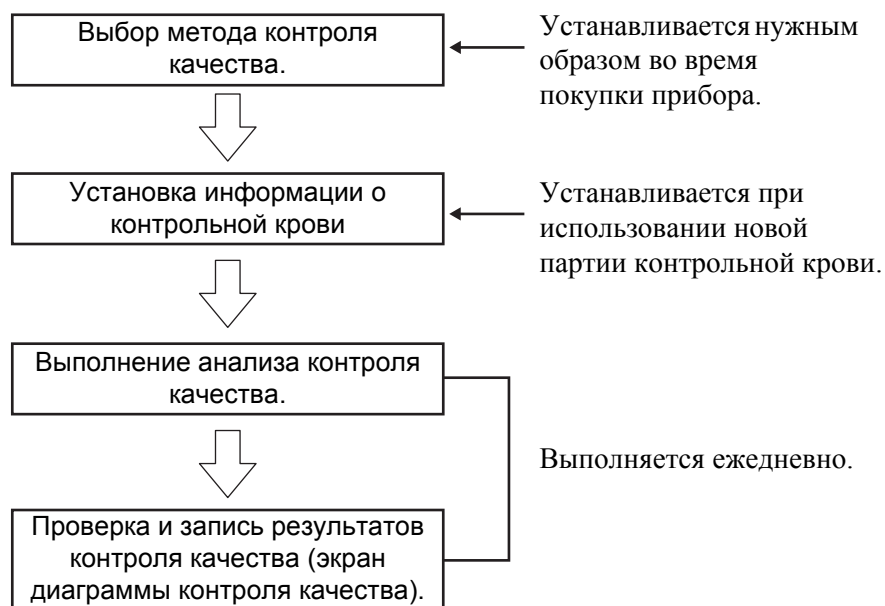 Выбор метода контроля
качества.
Устанавливается нужным
образом во время
покупки прибора.
Установка информации о
контрольной крови
Устанавливается при
использовании новой
партии контрольной крови.
Выполнение анализа контроля
качества.
Выполняется ежедневно.
Проверка и запись результатов
контроля качества (экран
диаграммы контроля качества).